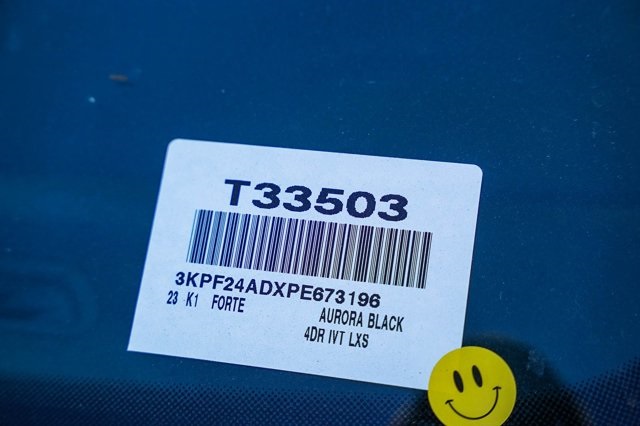 T33503
3KPF24ADXPE673196
23 K1 FORTE
AURORA BLACK
4DR IVT LXS